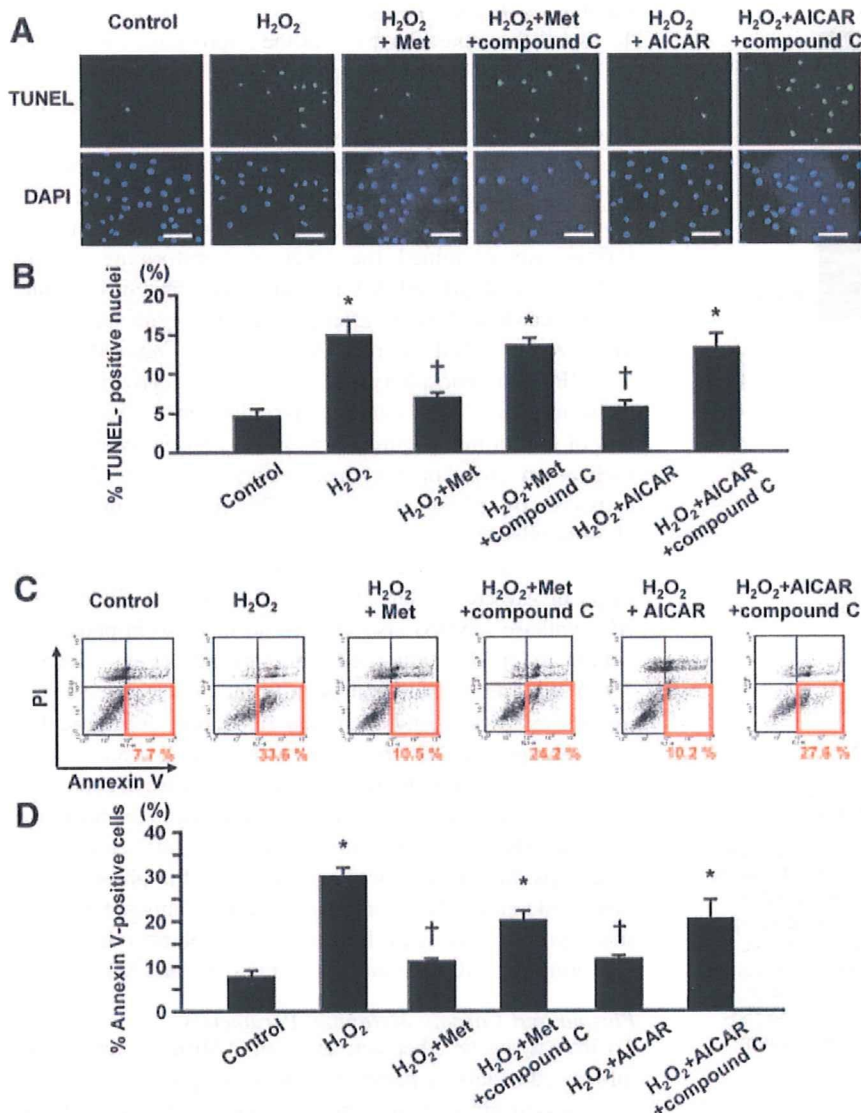 A
Control
H₂O₂
H₂O₂
+ Met
H₂O₂+Met
+compound C
H₂O₂
+ AICAR
H₂O₂+AICAR
+compound C
TUNEL
DAPI
B
(%)
% TUNEL- positive nuclei
20
15
10
5
0
*
†
*
†
*
Control
H₂O₂
H₂O₂+Met
H₂O₂+Met
+compound C
H₂O₂+AICAR
H₂O₂+AICAR
+compound C
C
Control
H₂O₂
H₂O₂
+ Met
H₂O₂+Met
+compound C
H₂O₂
+ AICAR
H₂O₂+AICAR
+compound C
PI
7.7 %
33.6 %
10.5 %
24.2 %
10.2 %
27.6 %
Annexin V
D
(%)
% Annexin V-positive cells
40
30
20
10
0
*
†
*
†
*
Control
H₂O₂
H₂O₂+Met
H₂O₂+Met
+compound C
H₂O₂+AICAR
H₂O₂+AICAR
+compound C